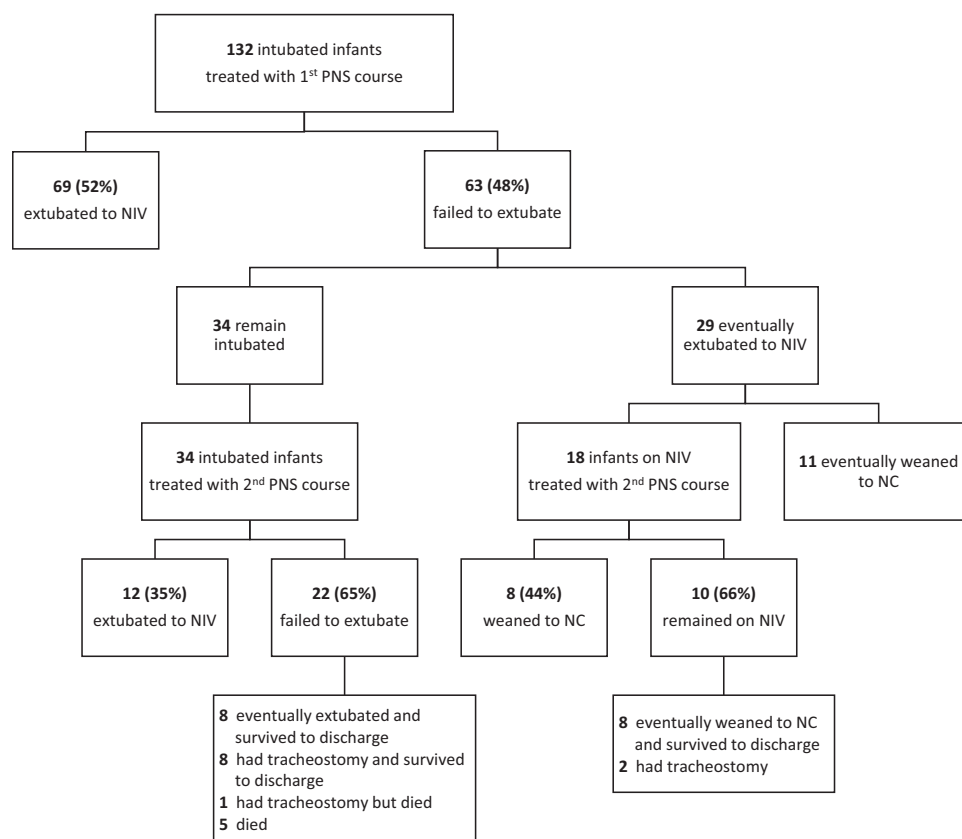 132 intubated infants
treated with 1st PNS course
69 (52%)
extubated to NIV
63 (48%)
failed to extubate
34 remain
intubated
29 eventually
extubated to NIV
34 intubated infants
treated with 2nd PNS course
18 infants on NIV
treated with 2nd PNS course
11 eventually weaned
to NC
12 (35%)
extubated to NIV
22 (65%)
failed to extubate
8 (44%)
weaned to NC
10 (66%)
remained on NIV
8 eventually extubated and
survived to discharge
8 had tracheostomy and survived
to discharge
1 had tracheostomy but died
5 died
8 eventually weaned to NC
and survived to discharge
2 had tracheostomy